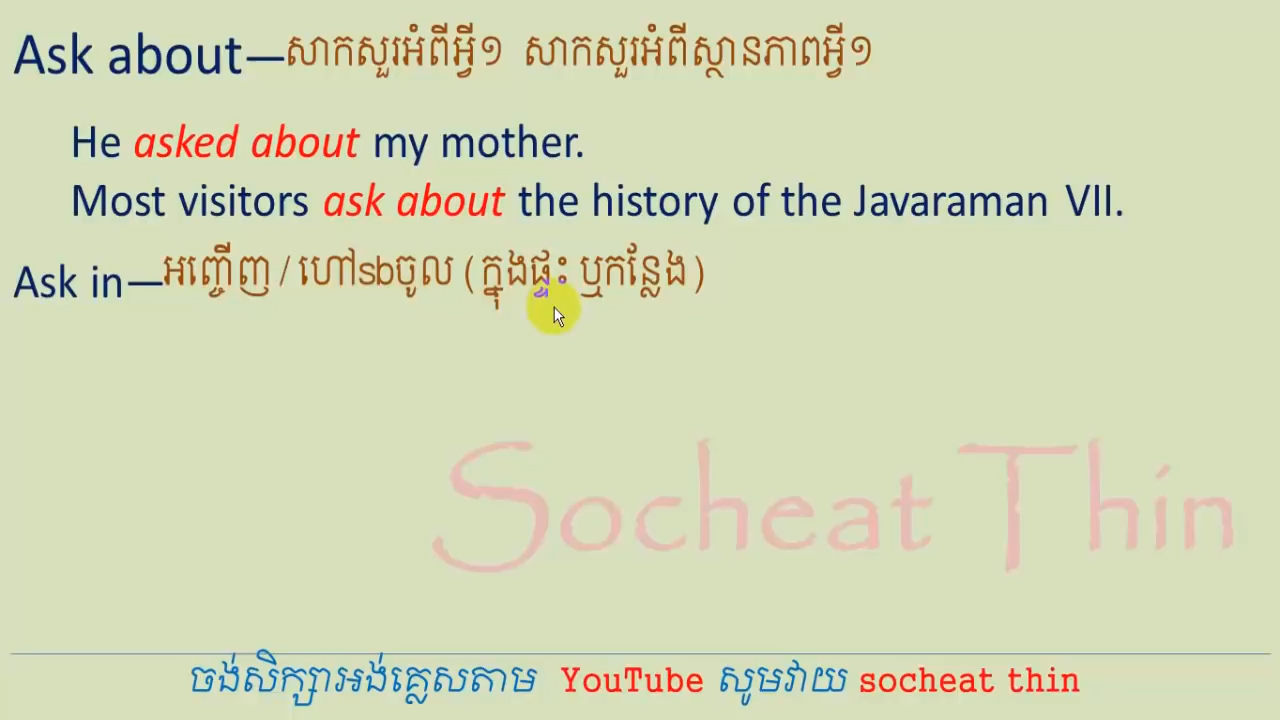 Ask about—សាកសួរអំពីអ្វី១ សាកសួរអំពីស្ថានភាពអ្វី១
He asked about my mother.
Most visitors ask about the history of the Javaraman VII.
Ask in—អញ្ចើញ / ហៅsbចូល (ក្នុងផ្ទះ ឬកន្លែង)
Socheat Thin
ចង់សិក្សាអង់គ្លេសតាម YouTube សូមវាយ socheat thin